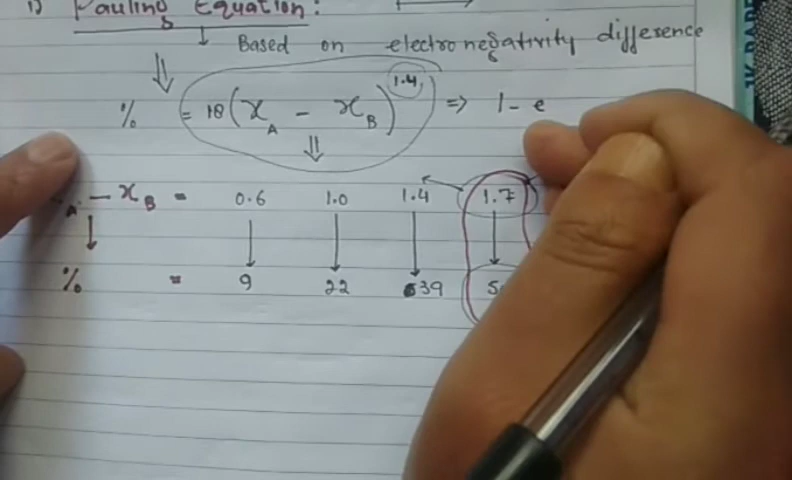 1) Pauling Equation:
↓ Based on electronegativity difference
% = 18(x_A - x_B)^1.4 => 1 - e
A - x_B = 0.6 1.0 1.4 1.7
% = 9 22 39 5